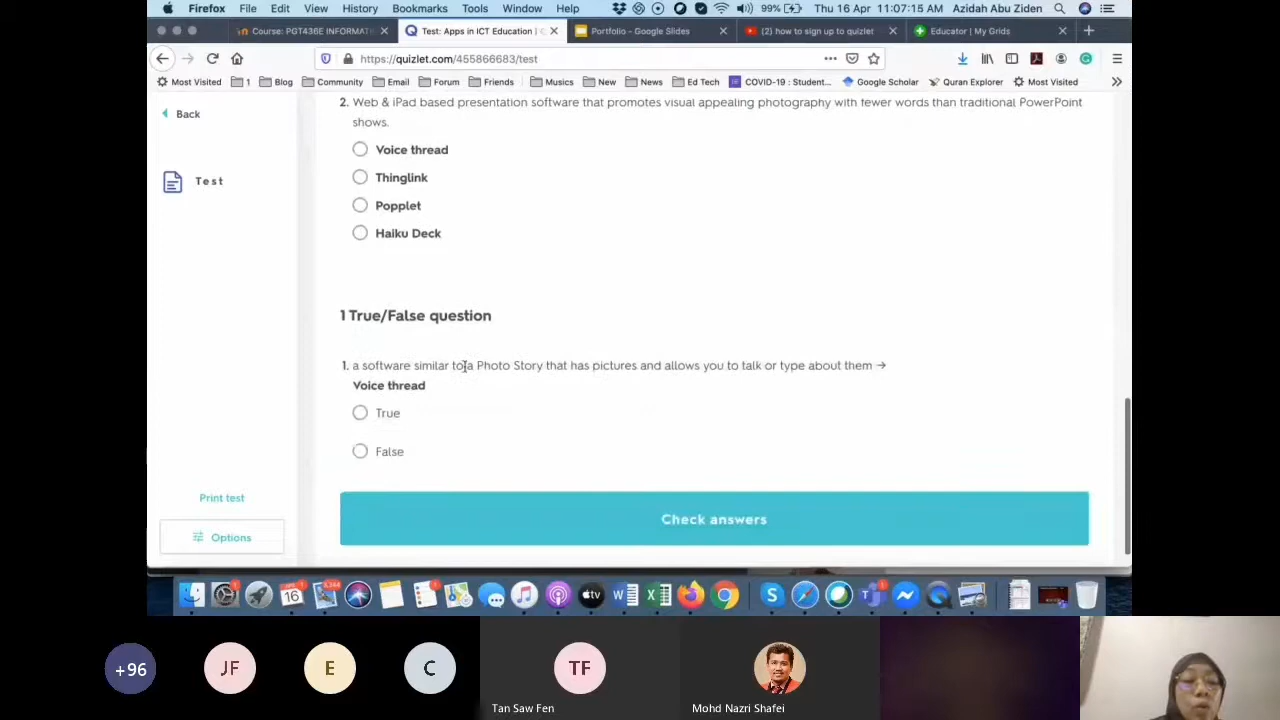 Firefox File Edit View History Bookmarks Tools Window Help 99% Thu 16 Apr 11:07:15 AM Azidah Abu Ziden
Course: PGT436E INFORMATI Test: Apps in ICT Education | Portfolio - Google Slides (2) how to sign up to quizlet Educator | My Grids
https://quizlet.com/455866683/test
Most Visited 1 Blog Community Email Forum Friends Musics New News Ed Tech COVID-19 : Student... Google Scholar Quran Explorer Most Visited
Back
Test
2. Web & iPad based presentation software that promotes visual appealing photography with fewer words than traditional PowerPoint
shows.
Voice thread
Thinglink
Popplet
Haiku Deck
1 True/False question
1. a software similar to a Photo Story that has pictures and allows you to talk or type about them →
Voice thread
True
False
Print test
Options
Check answers
16
tv
+96
JF
E
C
TF
Tan Saw Fen
Mohd Nazri Shafei